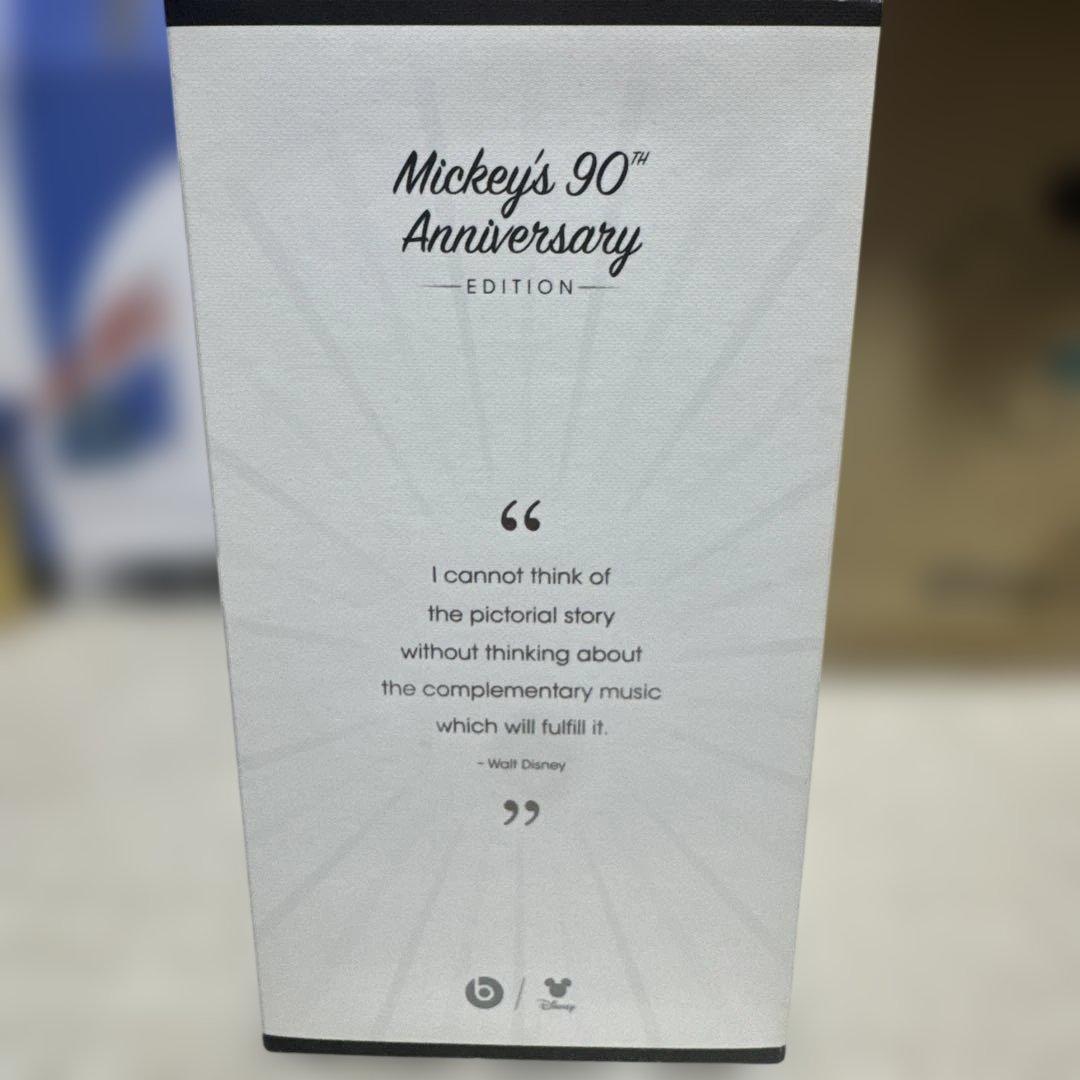 Mickey's 90TH
Anniversary
EDITION
“
I cannot think of
the pictorial story
without thinking about
the complementary music
which will fulfill it.
- Walt Disney
”
b / Disney